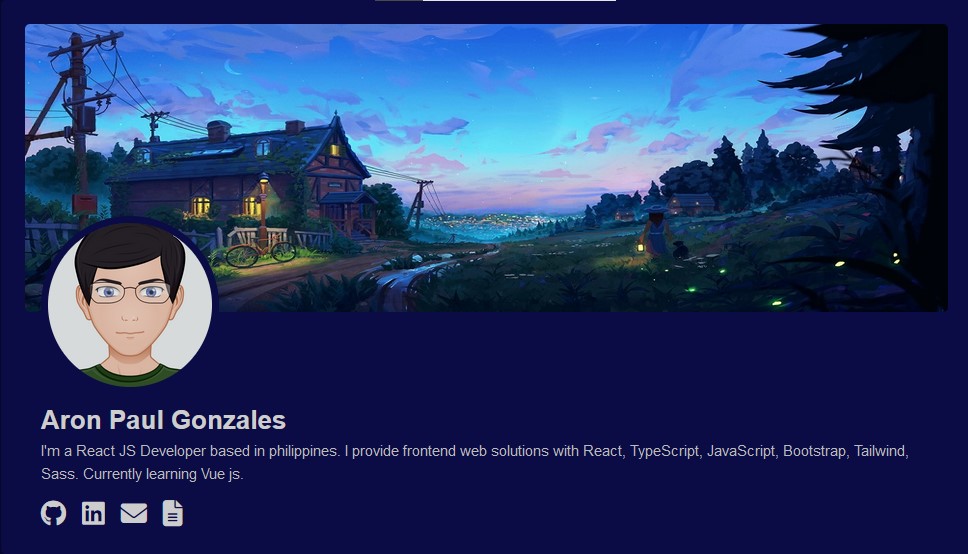 Aron Paul Gonzales
I'm a React JS Developer based in philippines. I provide frontend web solutions with React, TypeScript, JavaScript, Bootstrap, Tailwind,
Sass. Currently learning Vue js.